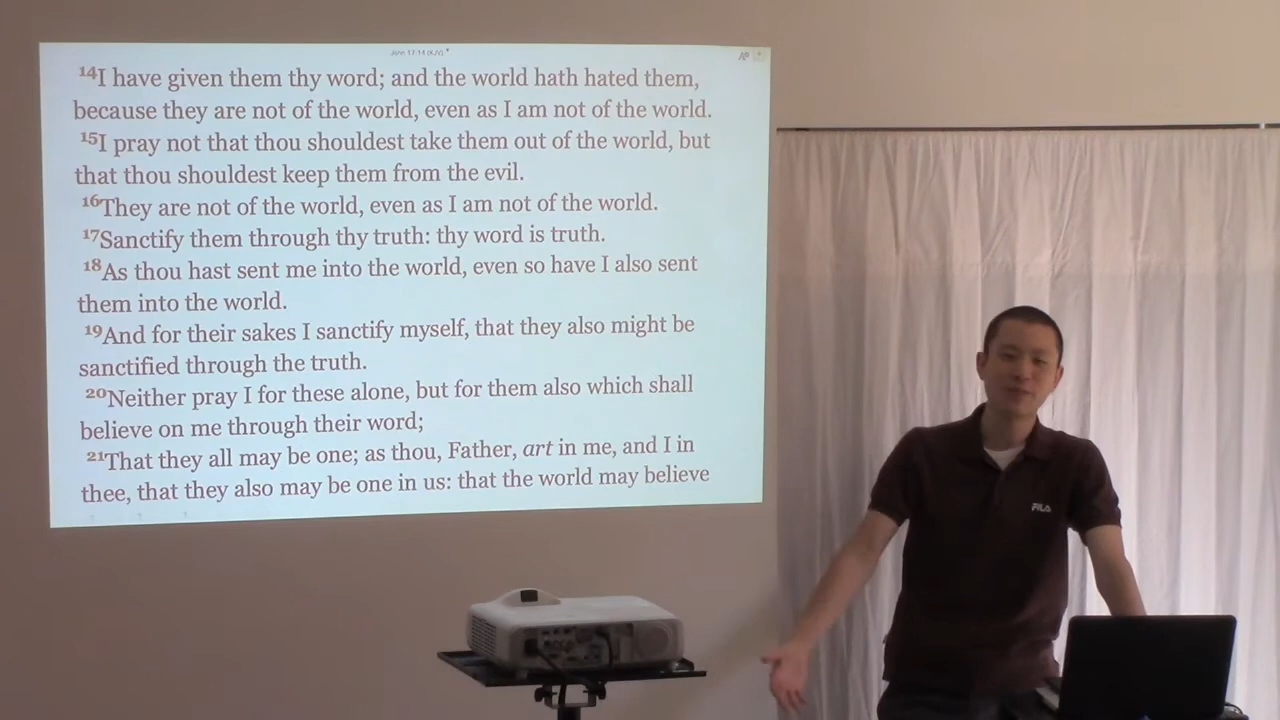 John 17:14 (KJV)
14I have given them thy word; and the world hath hated them,
because they are not of the world, even as I am not of the world.
15I pray not that thou shouldest take them out of the world, but
that thou shouldest keep them from the evil.
16They are not of the world, even as I am not of the world.
17Sanctify them through thy truth: thy word is truth.
18As thou hast sent me into the world, even so have I also sent
them into the world.
19And for their sakes I sanctify myself, that they also might be
sanctified through the truth.
20Neither pray I for these alone, but for them also which shall
believe on me through their word;
21That they all may be one; as thou, Father, art in me, and I in
thee, that they also may be one in us: that the world may believe
FILA